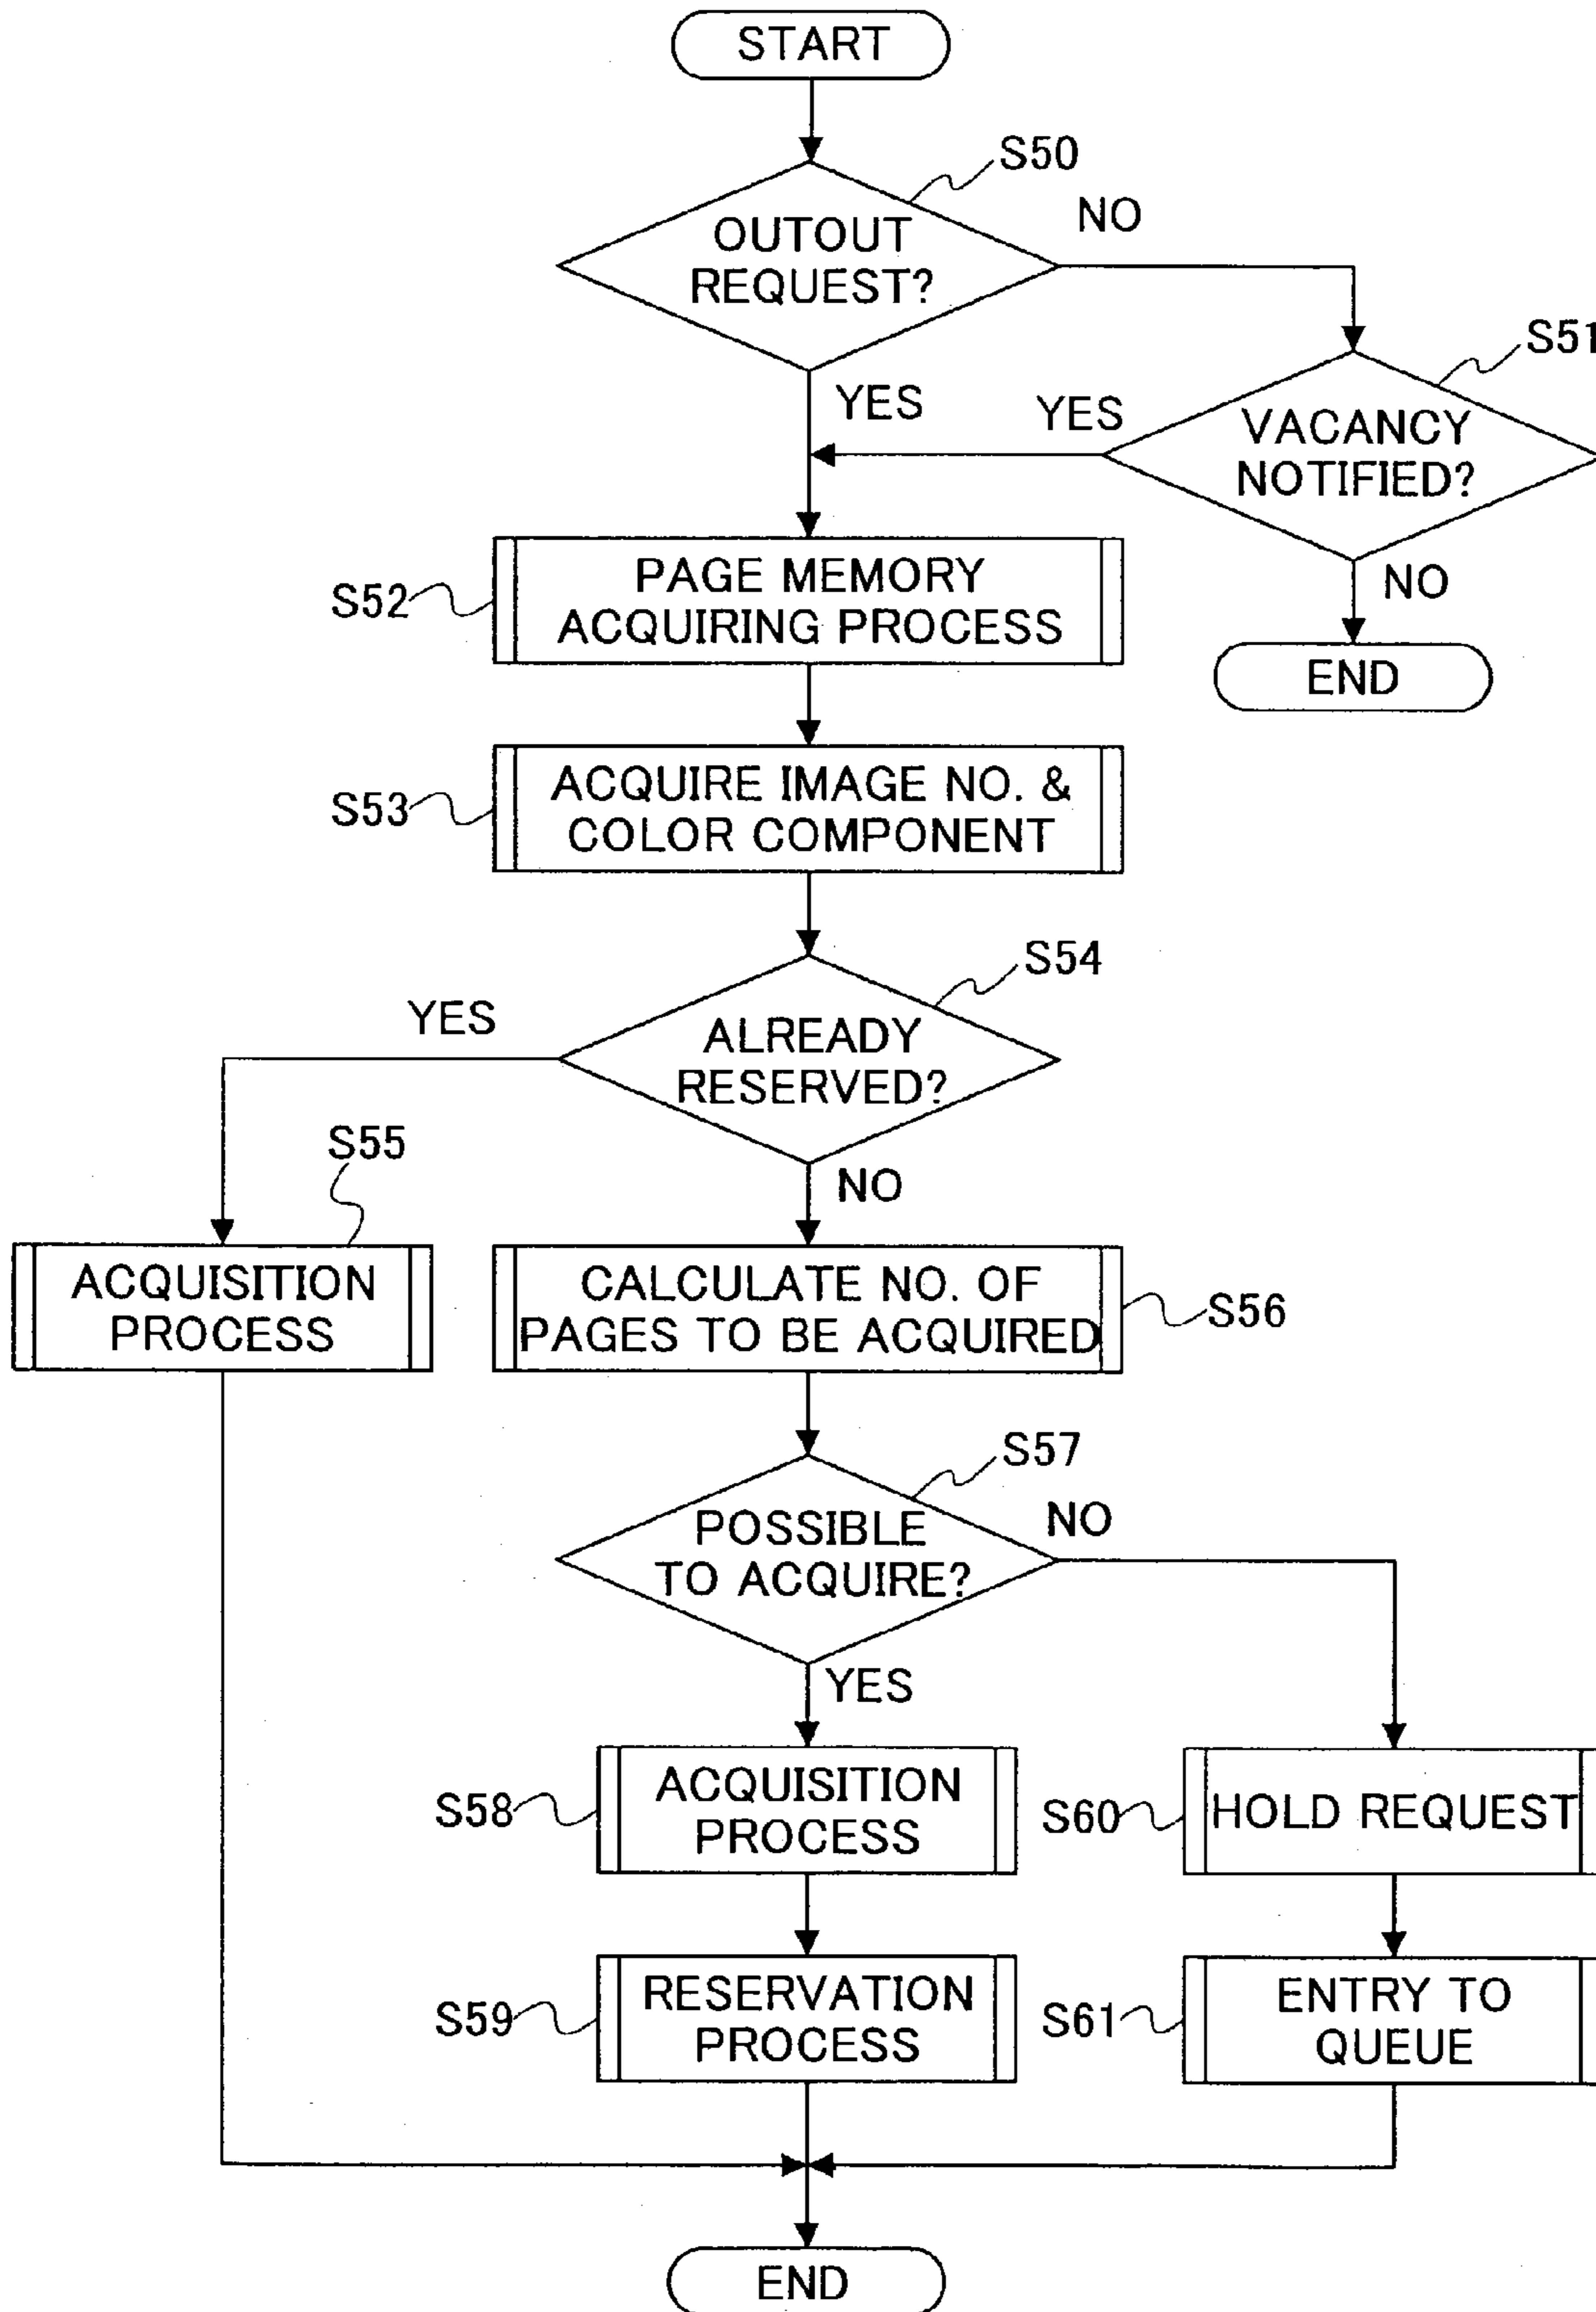 START
S50
OUTOUT
REQUEST?
NO
S51
YES
YES
VACANCY
NOTIFIED?
NO
END
S52
PAGE MEMORY
ACQUIRING PROCESS
S53
ACQUIRE IMAGE NO. &
COLOR COMPONENT
S54
YES
ALREADY
RESERVED?
NO
S55
ACQUISITION
PROCESS
CALCULATE NO. OF
PAGES TO BE ACQUIRED
S56
S57
POSSIBLE
TO ACQUIRE?
NO
YES
S58
ACQUISITION
PROCESS
S60
HOLD REQUEST
S59
RESERVATION
PROCESS
S61
ENTRY TO
QUEUE
END